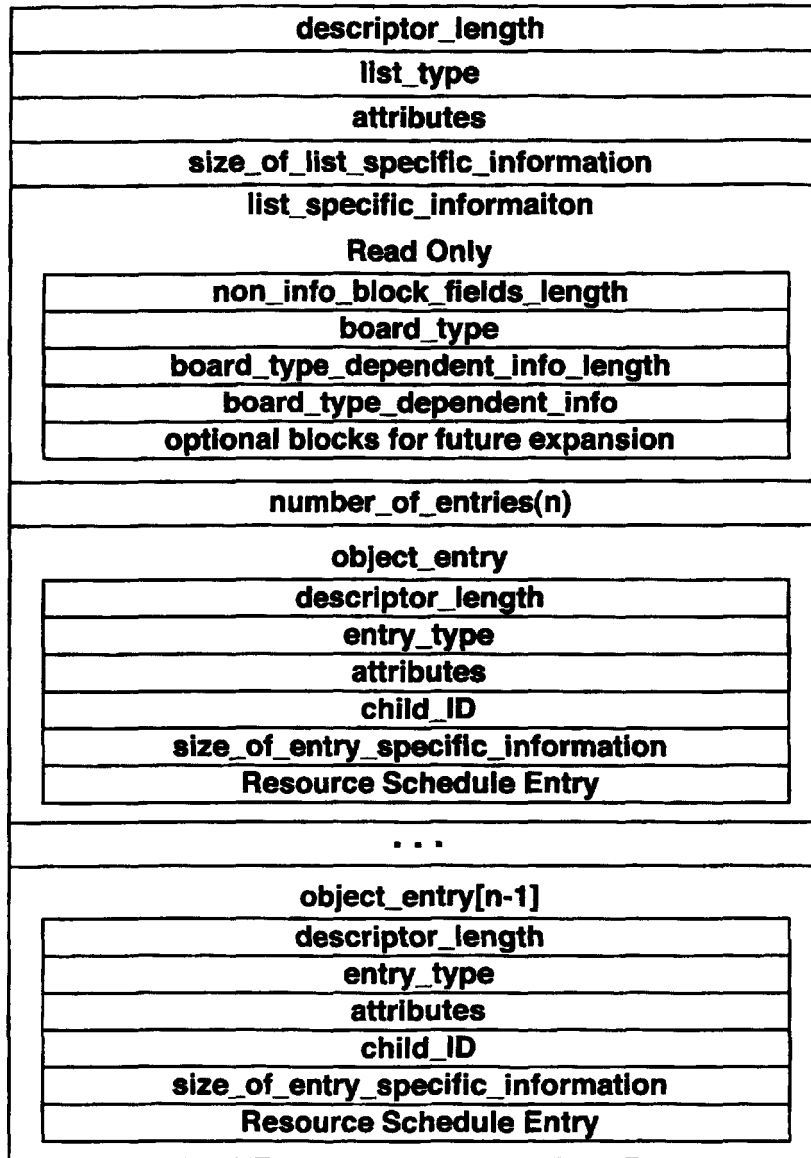 descriptor_length
list_type
attributes
size_of_list_specific_information
list_specific_informaiton
Read Only
non_info_block_fields_length
board_type
board_type_dependent_info_length
board_type_dependent_info
optional blocks for future expansion
number_of_entries(n)
object_entry
descriptor_length
entry_type
attributes
child_ID
size_of_entry_specific_information
Resource Schedule Entry
. . .
object_entry[n-1]
descriptor_length
entry_type
attributes
child_ID
size_of_entry_specific_information
Resource Schedule Entry